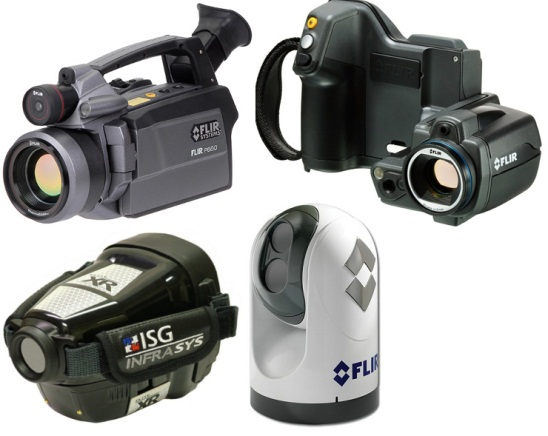 FLIR
SYSTEMS
FLIR P660
FLIR
FLIR
XR
ISG
INFRASYS
XR
FLIR